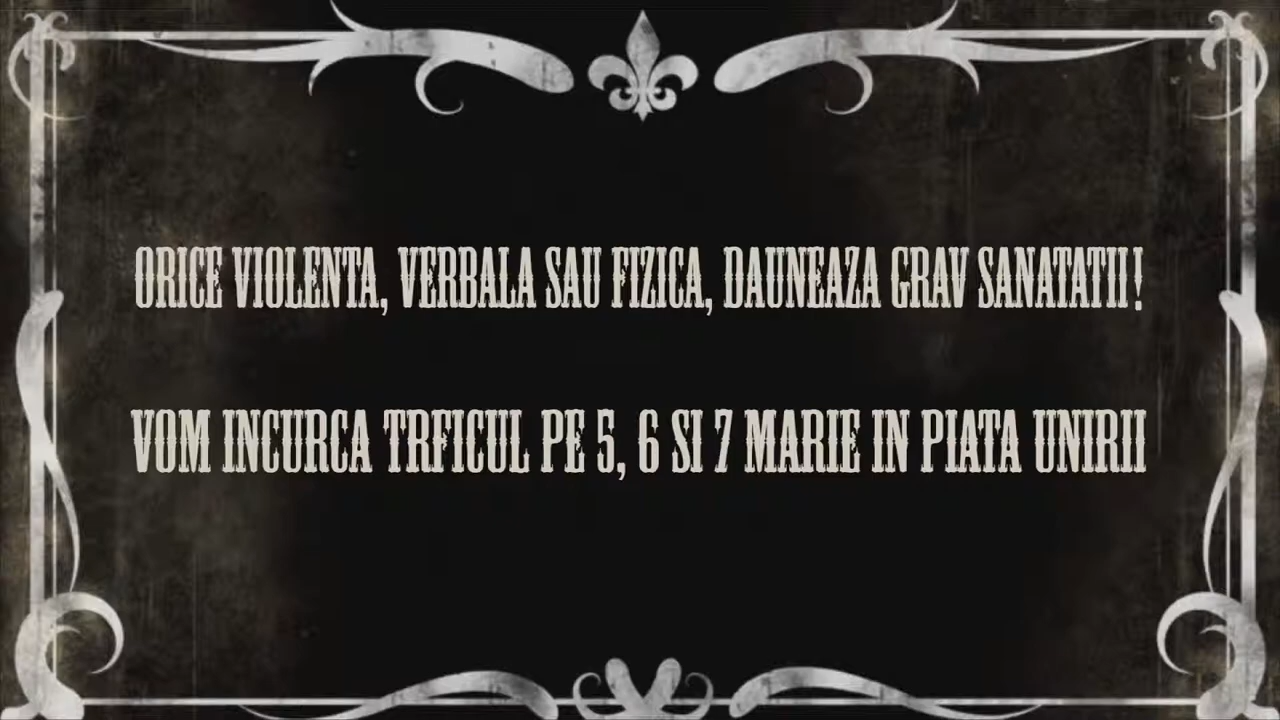 ORICE VIOLENTA, VERBALA SAU FIZICA, DAUNEAZA GRAV SANATATII!
VOM INCURCA TRFICUL PE 5, 6 SI 7 MARIE IN PIATA UNIRII